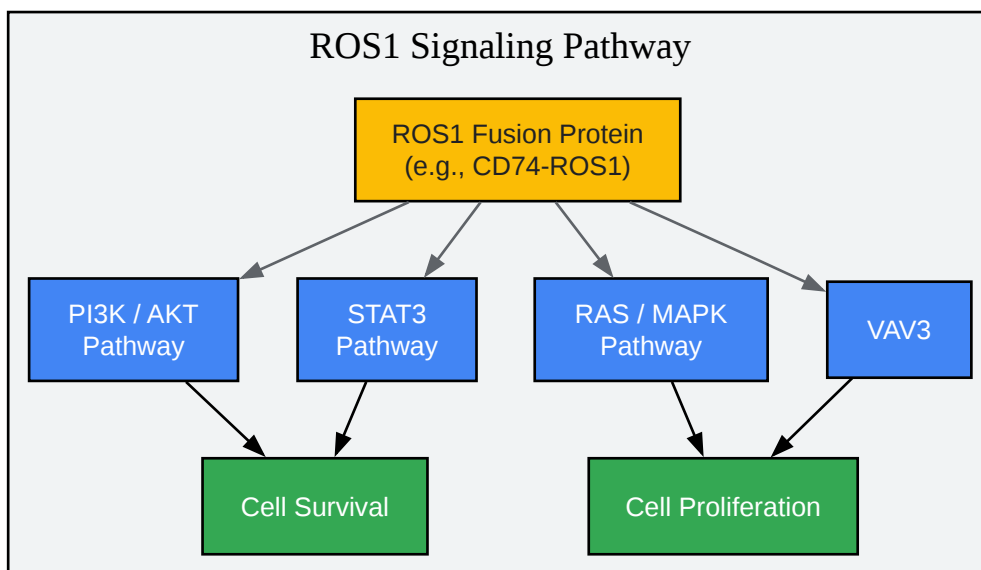 ROS1 Signaling Pathway
ROS1 Fusion Protein
(e.g., CD74-ROS1)
PI3K / AKT
Pathway
STAT3
Pathway
RAS / MAPK
Pathway
VAV3
Cell Survival
Cell Proliferation